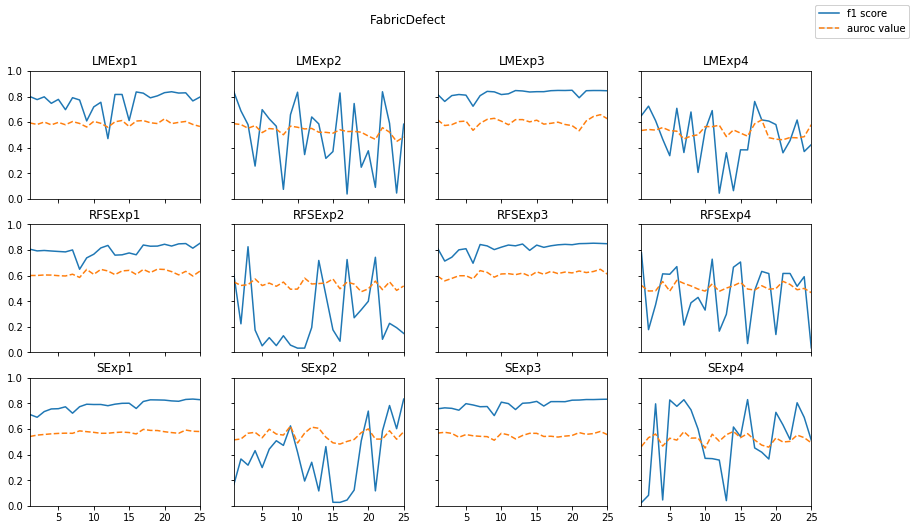 FabricDefect
f1 score
auroc value
LMExp1 LMExp2 LMExp3 LMExp4
1.0
0.8
0.6
0.4
0.2
0.0
RFSExp1 RFSExp2 RFSExp3 RFSExp4
1.0
0.8
0.6
0.4
0.2
0.0
SExp1 SExp2 SExp3 SExp4
1.0
0.8
0.6
0.4
0.2
0.0
5 10 15 20 25 5 10 15 20 25 5 10 15 20 25 5 10 15 20 25